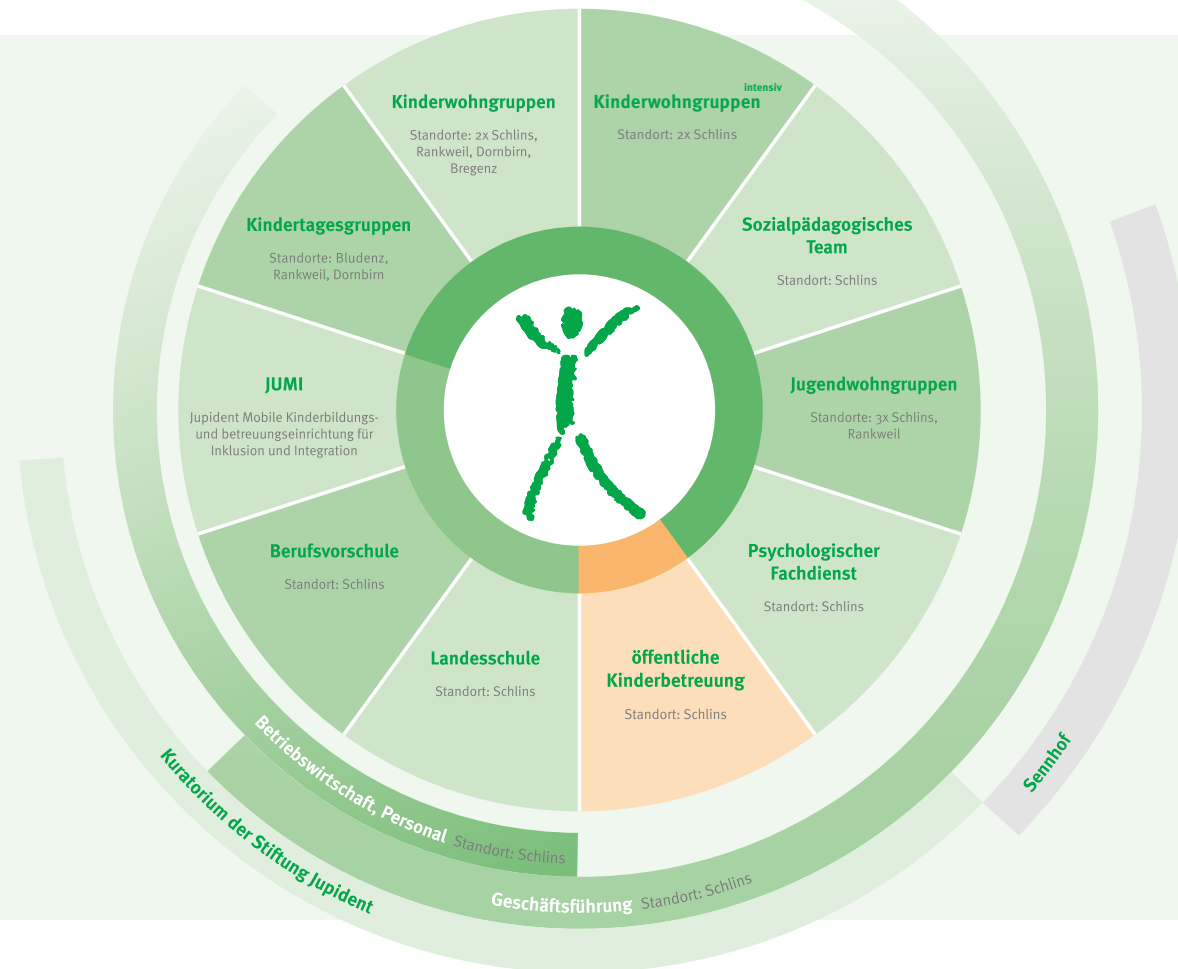 Kinderwohngruppen
Standorte: 2x Schlins,
Rankweil, Dornbirn,
Bregenz
intensiv
Kinderwohngruppen
Standort: 2x Schlins
Sozialpädagogisches
Team
Standort: Schlins
Jugendwohngruppen
Standorte: 3x Schlins,
Rankweil
Psychologischer
Fachdienst
Standort: Schlins
öffentliche
Kinderbetreuung
Standort: Schlins
Landesschule
Standort: Schlins
Berufsvorschule
Standort: Schlins
JUMI
Jupident Mobile Kinderbildungs-
und betreuungseinrichtung für
Inklusion und Integration
Kindertagesgruppen
Standorte: Bludenz,
Rankweil, Dornbirn
Betriebswirtschaft, Personal Standort: Schlins
Geschäftsführung Standort: Schlins
Kuratorium der Stiftung Jupident
Sennhof